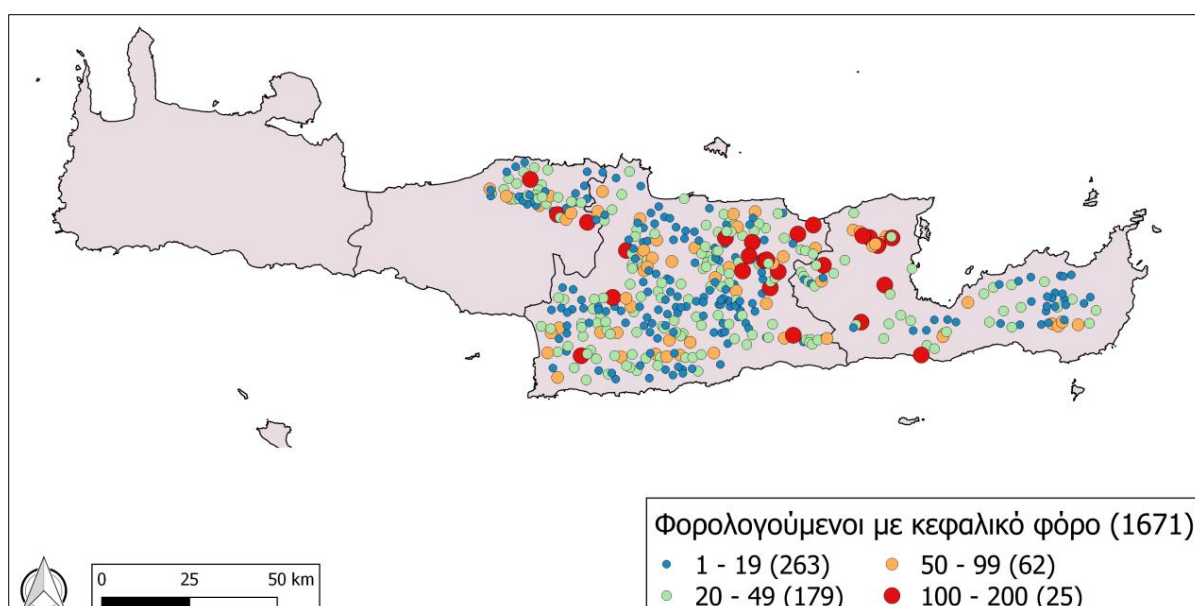 Φορολογούμενοι με κεφαλικό φόρο (1671)
1 - 19 (263) 50 - 99 (62)
20 - 49 (179) 100 - 200 (25)
0 25 50 km